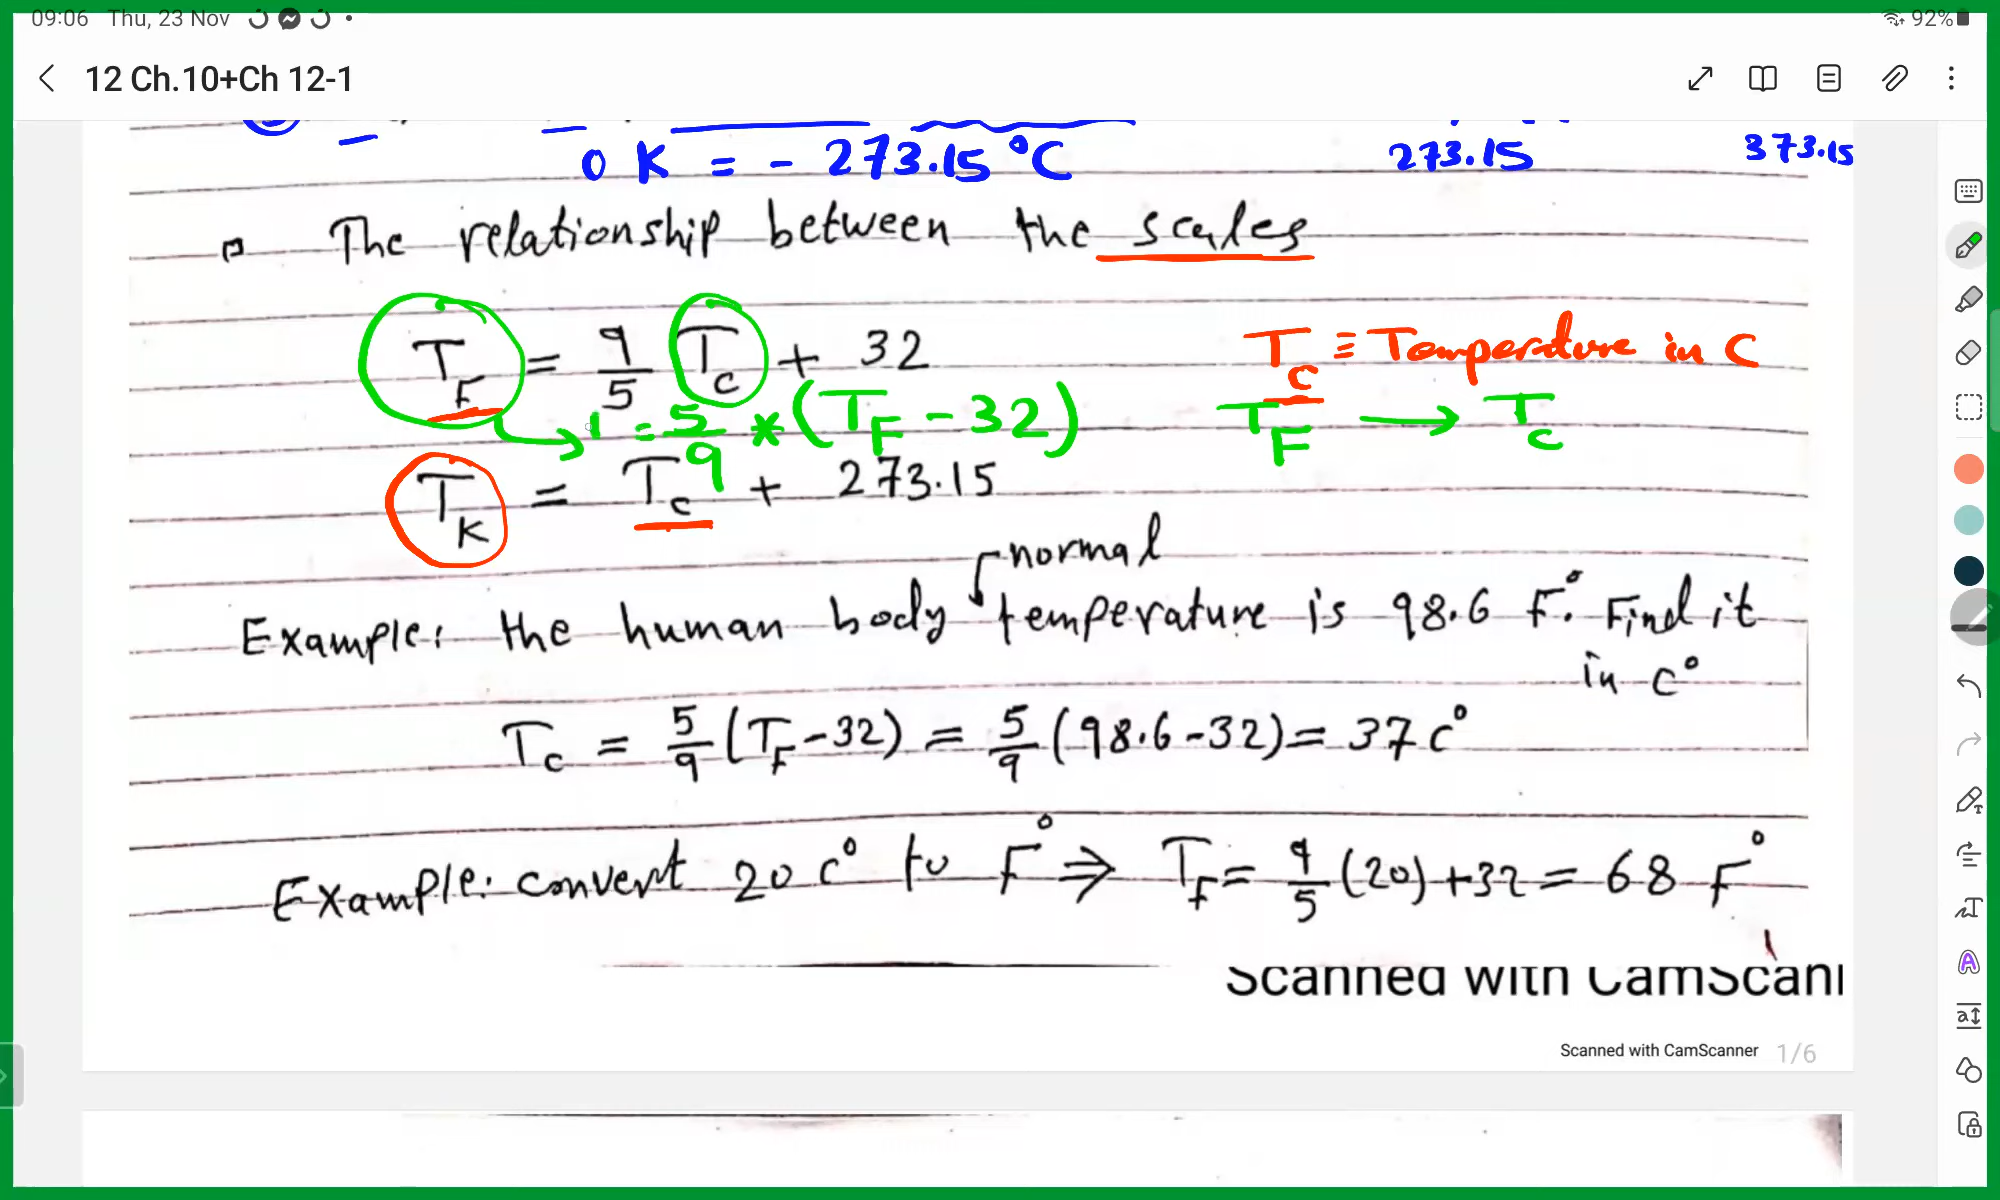 09:06 Thu, 23 Nov
92%
12 Ch.10+Ch 12-1
0 K = - 273.15 °C 273.15 373.15
The relationship between the scales
T_F = 9/5 T_C + 32
T_C ≡ Temperature in C
= 5/9 * (T_F - 32)
T_F → T_C
T_K = T_C + 273.15
normal
Example: the human body temperature is 98.6 F°. Find it
in C°
T_C = 5/9 (T_F - 32) = 5/9 (98.6 - 32) = 37 C°
Example: convert 20 C° to F° ⇒ T_F = 9/5 (20) + 32 = 68 F°
Scanned with CamScan
Scanned with CamScanner 1/6